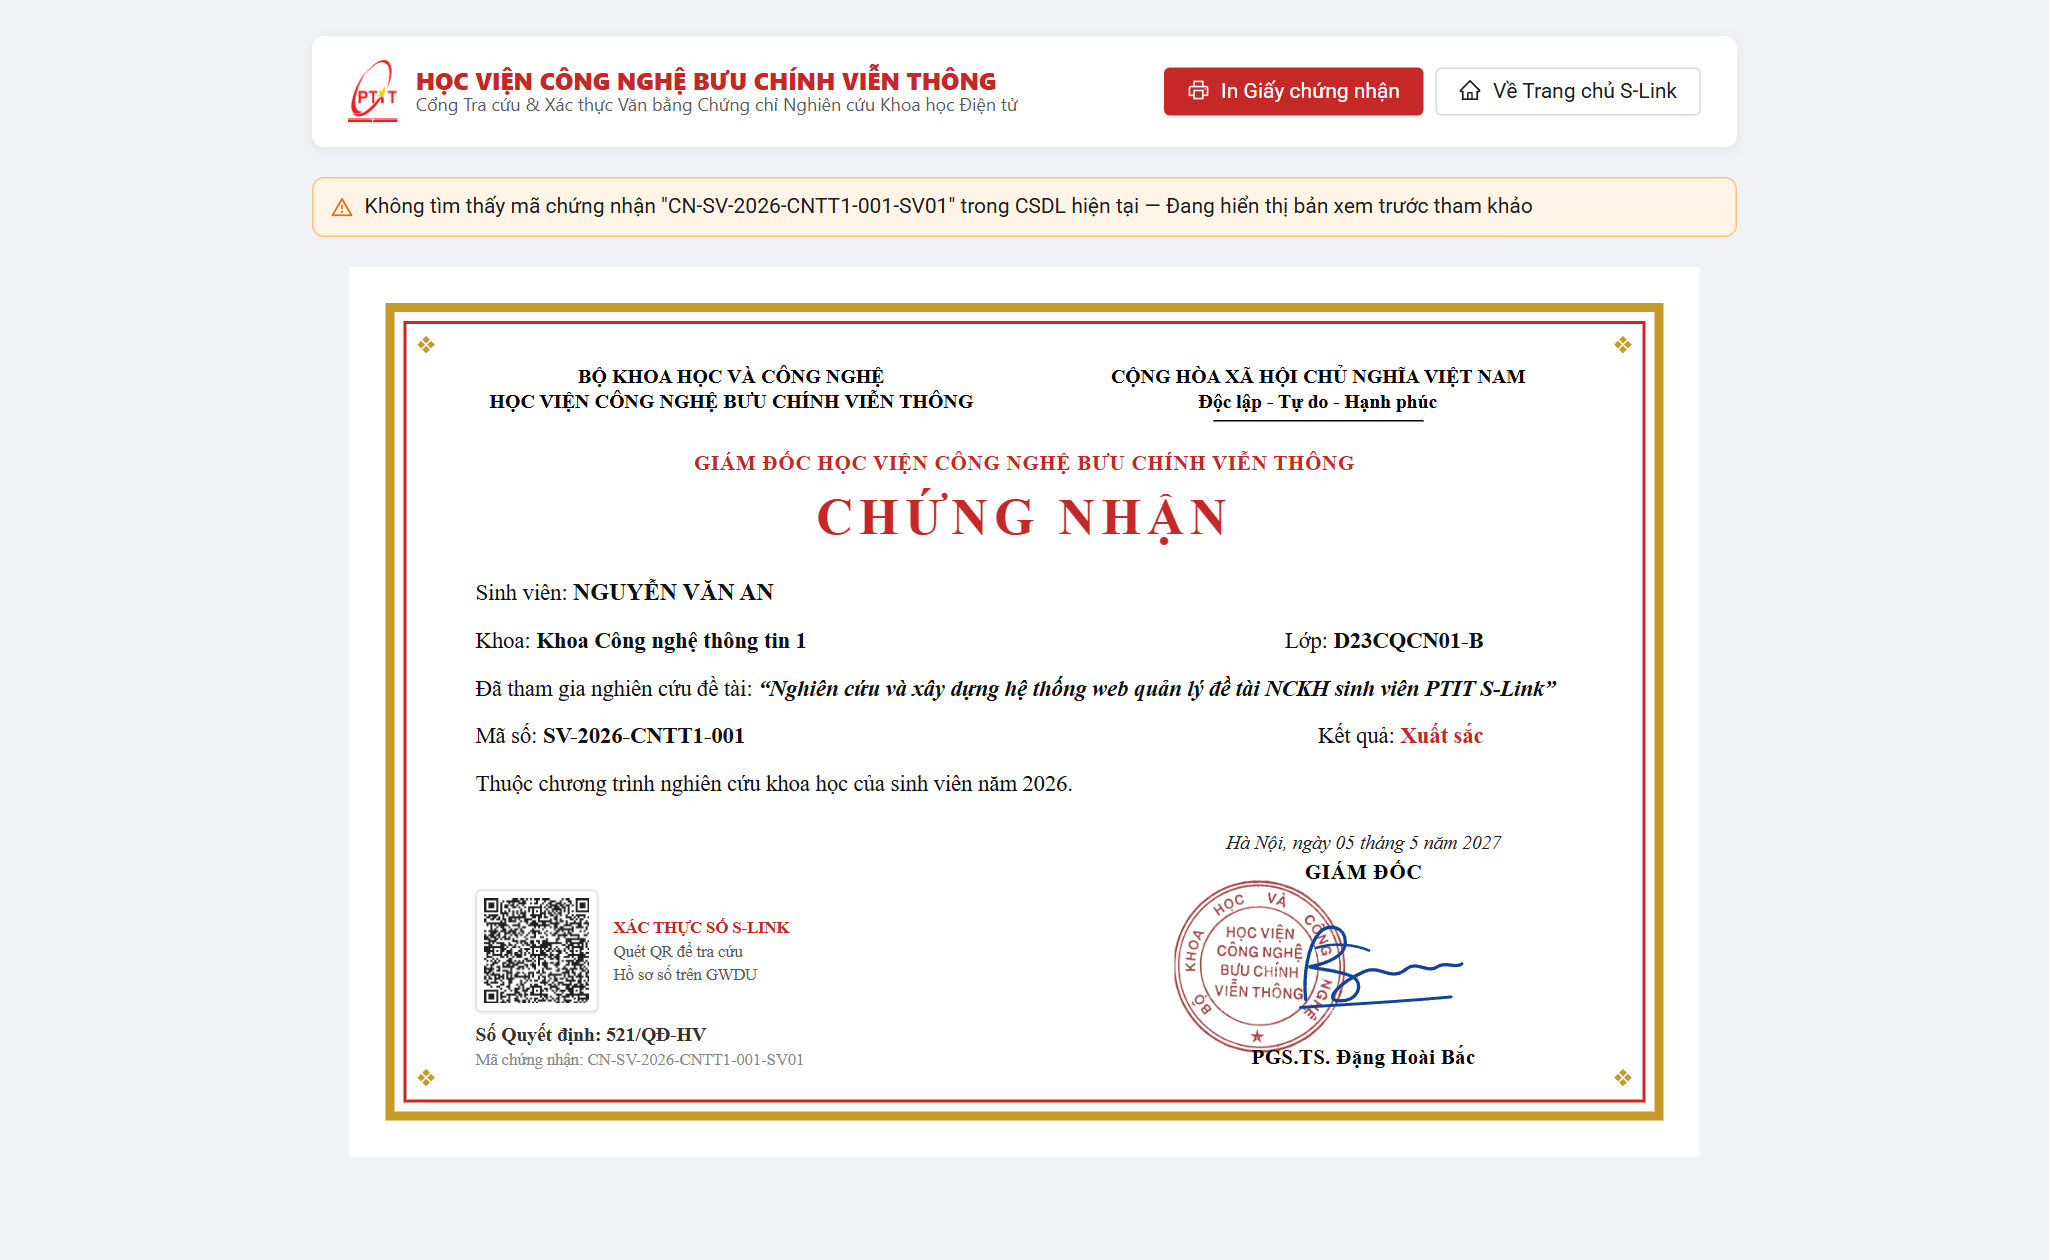 PTIT
HỌC VIỆN CÔNG NGHỆ BƯU CHÍNH VIỄN THÔNG
Cổng Tra cứu & Xác thực Văn bằng Chứng chỉ Nghiên cứu Khoa học Điện tử
In Giấy chứng nhận
Về Trang chủ S-Link
Không tìm thấy mã chứng nhận "CN-SV-2026-CNTT1-001-SV01" trong CSDL hiện tại — Đang hiển thị bản xem trước tham khảo
BỘ KHOA HỌC VÀ CÔNG NGHỆ
HỌC VIỆN CÔNG NGHỆ BƯU CHÍNH VIỄN THÔNG
CỘNG HÒA XÃ HỘI CHỦ NGHĨA VIỆT NAM
Độc lập - Tự do - Hạnh phúc
GIÁM ĐỐC HỌC VIỆN CÔNG NGHỆ BƯU CHÍNH VIỄN THÔNG
CHỨNG NHẬN
Sinh viên: NGUYỄN VĂN AN
Khoa: Khoa Công nghệ thông tin 1
Lớp: D23CQCN01-B
Đã tham gia nghiên cứu đề tài: “Nghiên cứu và xây dựng hệ thống web quản lý đề tài NCKH sinh viên PTIT S-Link”
Mã số: SV-2026-CNTT1-001
Kết quả: Xuất sắc
Thuộc chương trình nghiên cứu khoa học của sinh viên năm 2026.
Hà Nội, ngày 05 tháng 5 năm 2027
GIÁM ĐỐC
BỘ KHOA HỌC VÀ CÔNG NGHỆ
HỌC VIỆN
CÔNG NGHỆ
BƯU CHÍNH
VIỄN THÔNG
PGS.TS. Đặng Hoài Bắc
XÁC THỰC SỐ S-LINK
Quét QR để tra cứu
Hồ sơ số trên GWDU
Số Quyết định: 521/QĐ-HV
Mã chứng nhận: CN-SV-2026-CNTT1-001-SV01